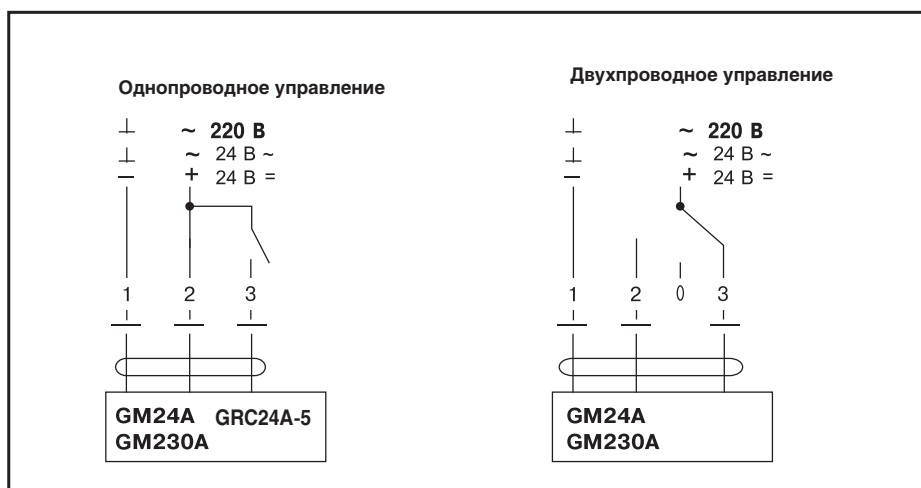 Однопроводное управление
~ 220 В
~ 24 В ~
+ 24 В =
1 2 3
GM24A GRC24A-5
GM230A
Двухпроводное управление
~ 220 В
~ 24 В ~
+ 24 В =
1 2 0 3
GM24A
GM230A